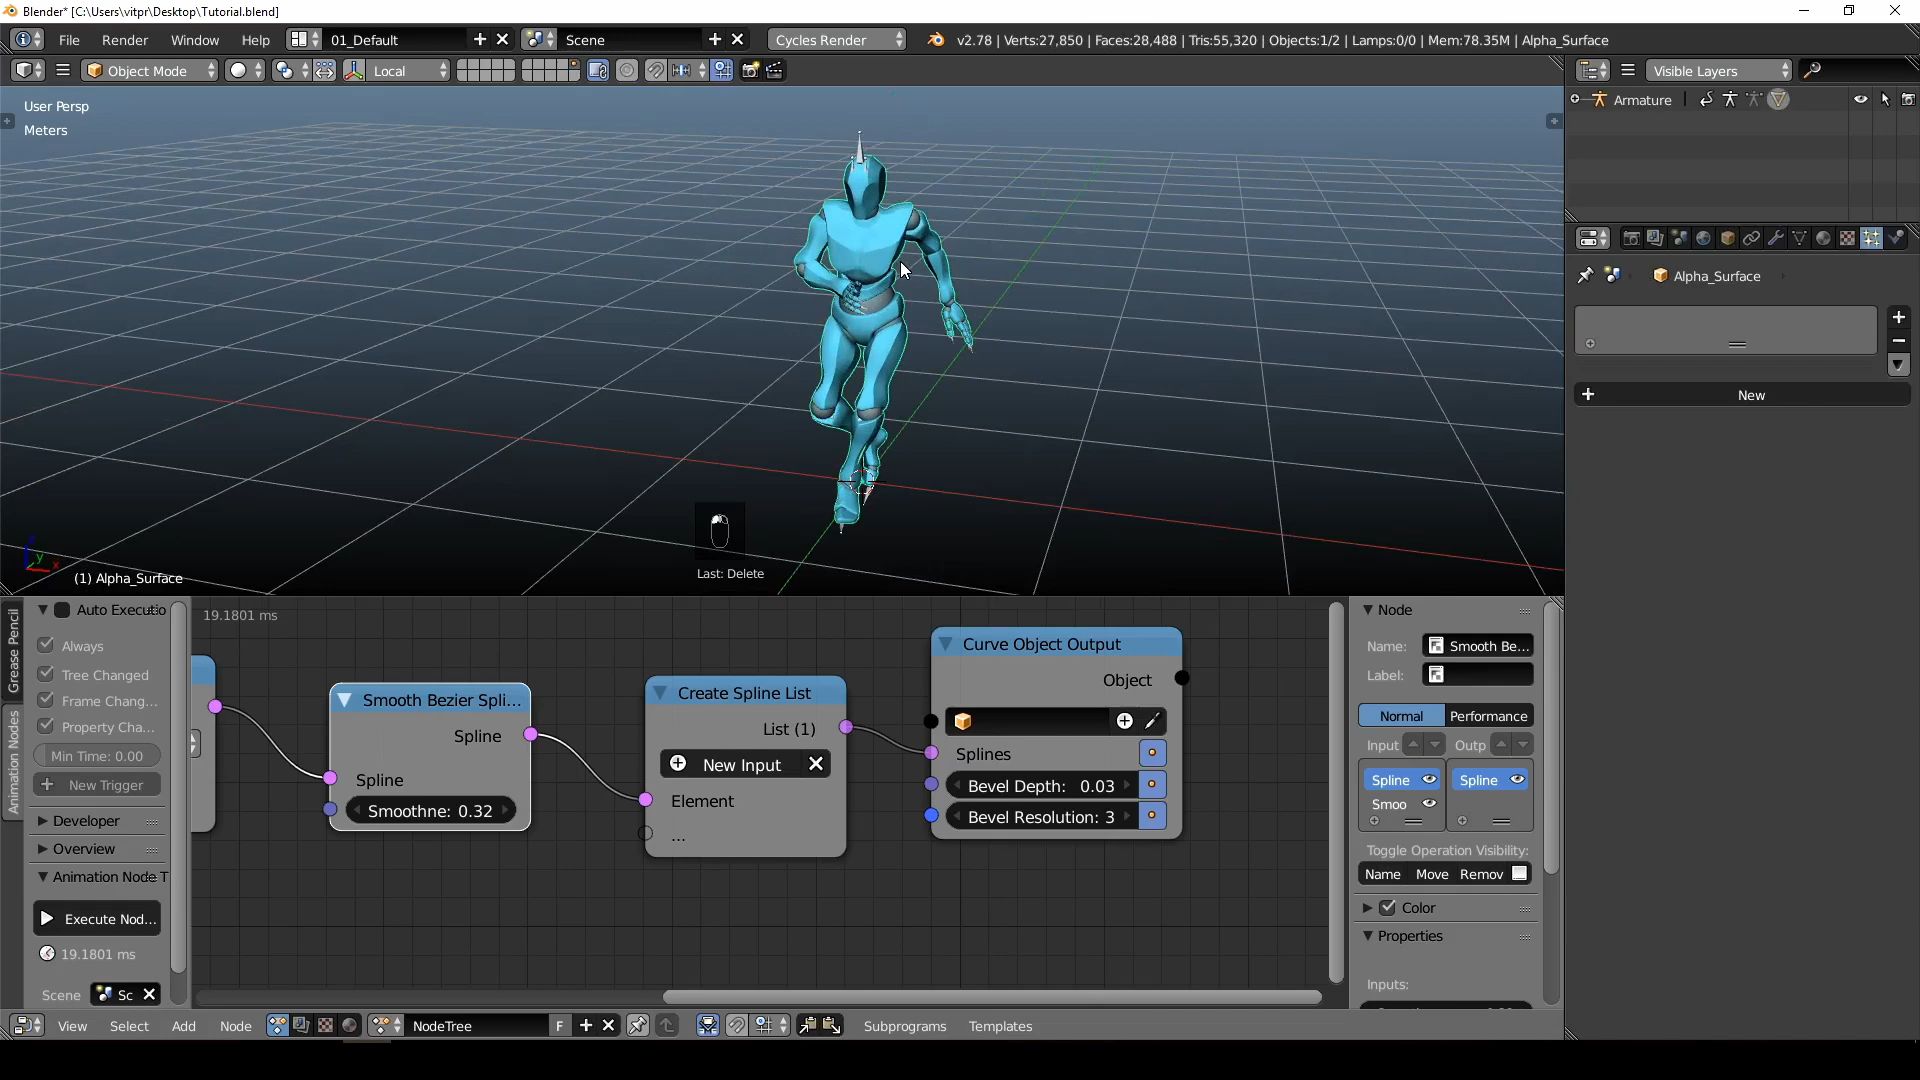 Blender* [C:\Users\vitpr\Desktop\Tutorial.blend]
File Render Window Help 01_Default Scene Cycles Render v2.78 | Verts:27,850 | Faces:28,488 | Tris:55,320 | Objects:1/2 | Lamps:0/0 | Mem:78.35M | Alpha_Surface
Object Mode Local Visible Layers
User Persp
Armature
Meters
Alpha_Surface
New
Last: Delete
(1) Alpha_Surface
x y z
Auto Executio
19.1801 ms
Grease Pencil
Animation Nodes
Always
Tree Changed
Frame Chang...
Property Cha...
Min Time: 0.00
New Trigger
Developer
Overview
Animation Node T
Execute Nod...
19.1801 ms
Scene Sc
Smooth Bezier Spli...
Spline
Spline
Smoothne: 0.32
Create Spline List
List (1)
New Input
Element
...
Curve Object Output
Object
Splines
Bevel Depth: 0.03
Bevel Resolution: 3
Node
Name: Smooth Be...
Label:
Normal Performance
Input Outp
Spline Spline
Smoo
Toggle Operation Visibility:
Name Move Remov
Color
Properties
Inputs:
View Select Add Node NodeTree F Subprograms Templates